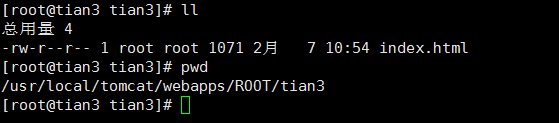 [root@tian3 tian3]# ll
总用量 4
-rw-r--r-- 1 root root 1071 2月   7 10:54 index.html
[root@tian3 tian3]# pwd
/usr/local/tomcat/webapps/ROOT/tian3
[root@tian3 tian3]#